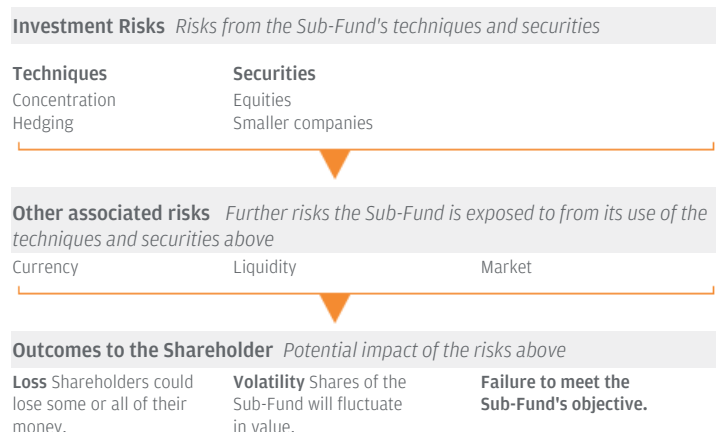 Investment Risks Risks from the Sub-Fund's techniques and securities
Techniques Securities
Concentration Equities
Hedging Smaller companies
Other associated risks Further risks the Sub-Fund is exposed to from its use of the
techniques and securities above
Currency Liquidity Market
Outcomes to the Shareholder Potential impact of the risks above
Loss Shareholders could
lose some or all of their
money.
Volatility Shares of the
Sub-Fund will fluctuate
in value.
Failure to meet the
Sub-Fund's objective.